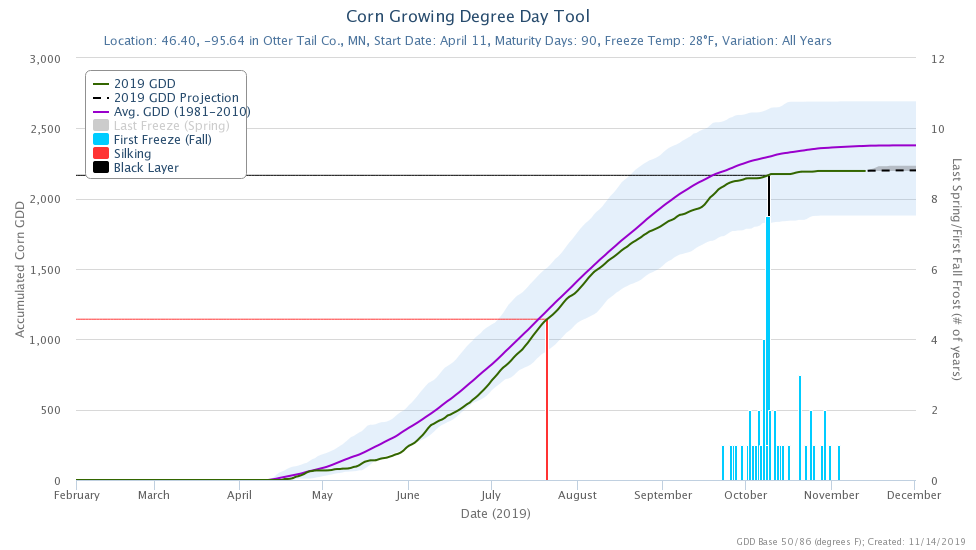 Corn Growing Degree Day Tool
Location: 46.40, -95.64 in Otter Tail Co., MN, Start Date: April 11, Maturity Days: 90, Freeze Temp: 28°F, Variation: All Years
3,000
2,500
2,000
1,500
1,000
500
0
Accumulated Corn GDD
2019 GDD
2019 GDD Projection
Avg. GDD (1981-2010)
Last Freeze (Spring)
First Freeze (Fall)
Silking
Black Layer
12
10
8
6
4
2
0
Last Spring/First Fall Frost (# of years)
February March April May June July August September October November December
Date (2019)
GDD Base 50/86 (degrees F); Created: 11/14/2019